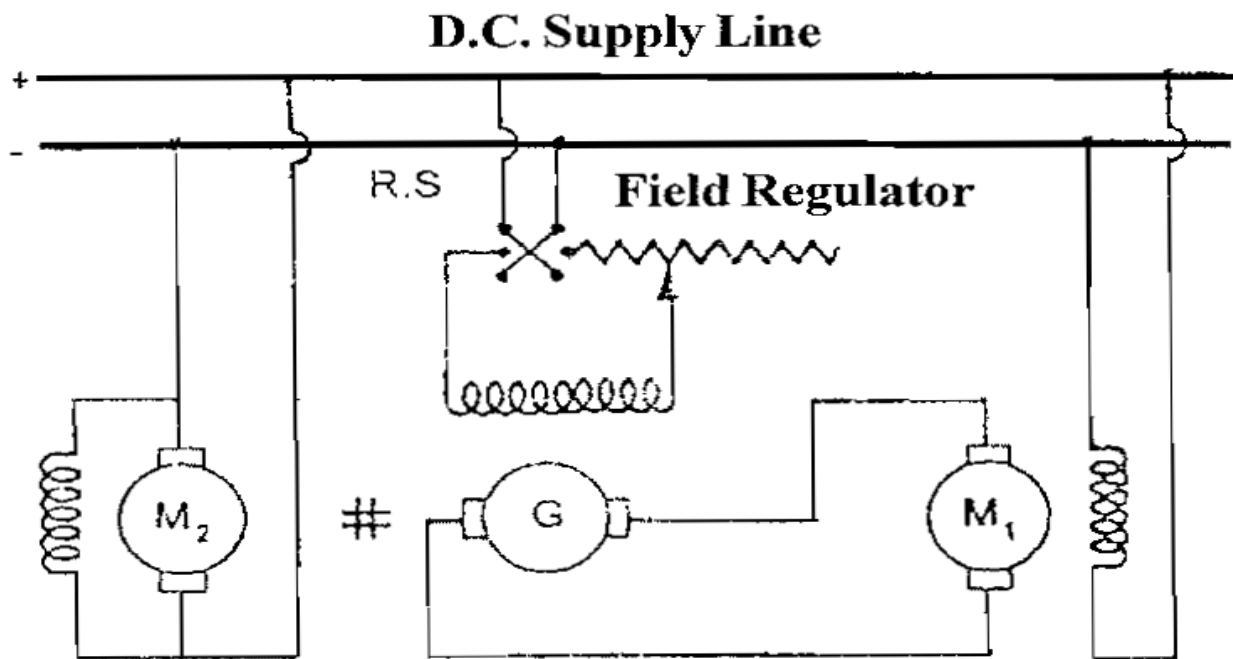 D.C. Supply Line
+
-
R.S
Field Regulator
M₂
G
M₁